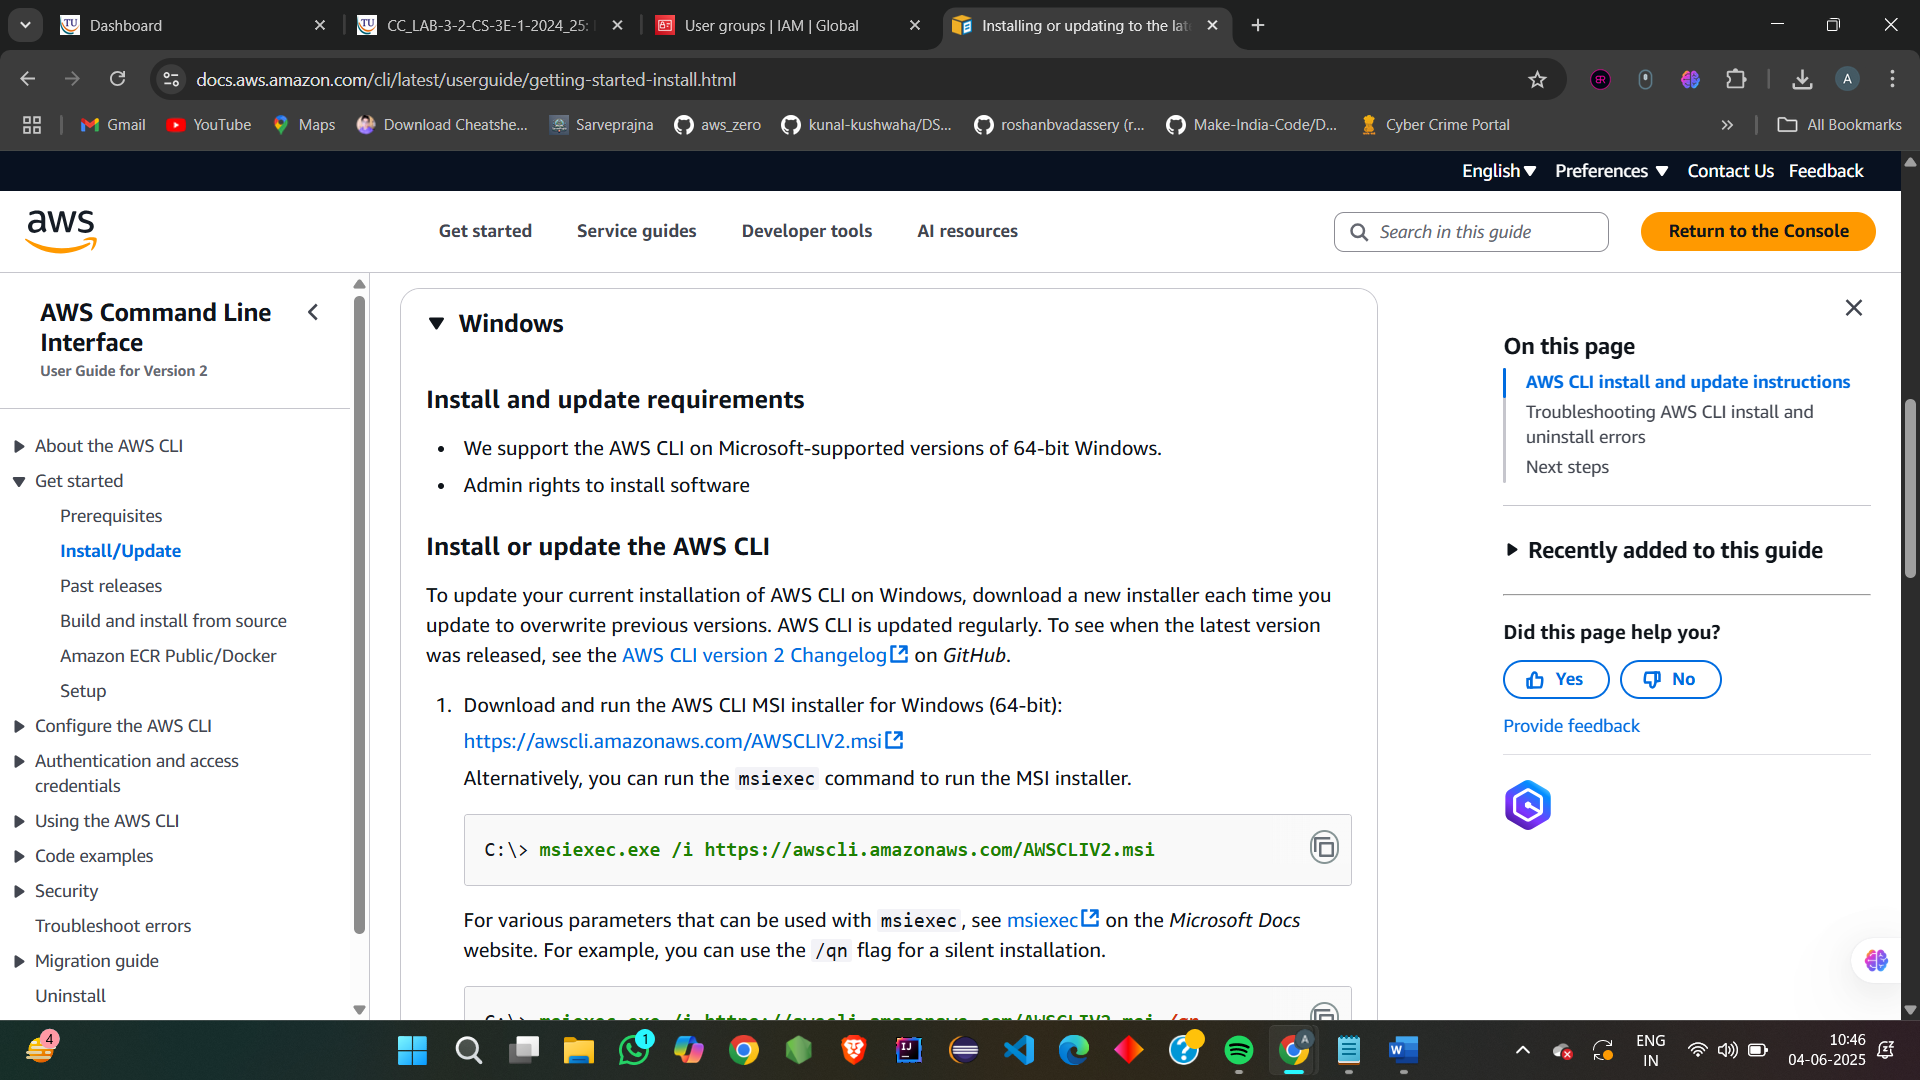 Dashboard
CC_LAB-3-2-CS-3E-1-2024_25:
User groups | IAM | Global
Installing or updating to the late
docs.aws.amazon.com/cli/latest/userguide/getting-started-install.html
A
Gmail
YouTube
Maps
Download Cheatshe...
Sarveprajna
aws_zero
kunal-kushwaha/DS...
roshanbvadassery (r...
Make-India-Code/D...
Cyber Crime Portal
All Bookmarks
English
Preferences
Contact Us
Feedback
aws
Get started
Service guides
Developer tools
AI resources
Search in this guide
Return to the Console
AWS Command Line
Interface
User Guide for Version 2
About the AWS CLI
Get started
Prerequisites
Install/Update
Past releases
Build and install from source
Amazon ECR Public/Docker
Setup
Configure the AWS CLI
Authentication and access
credentials
Using the AWS CLI
Code examples
Security
Troubleshoot errors
Migration guide
Uninstall
Windows
Install and update requirements
• We support the AWS CLI on Microsoft-supported versions of 64-bit Windows.
• Admin rights to install software
Install or update the AWS CLI
To update your current installation of AWS CLI on Windows, download a new installer each time you
update to overwrite previous versions. AWS CLI is updated regularly. To see when the latest version
was released, see the AWS CLI version 2 Changelog on GitHub.
1. Download and run the AWS CLI MSI installer for Windows (64-bit):
https://awscli.amazonaws.com/AWSCLIV2.msi
Alternatively, you can run the msiexec command to run the MSI installer.
C:\> msiexec.exe /i https://awscli.amazonaws.com/AWSCLIV2.msi
For various parameters that can be used with msiexec, see msiexec on the Microsoft Docs
website. For example, you can use the /qn flag for a silent installation.
C:\> msiexec.exe /i https://awscli.amazonaws.com/AWSCLIV2.msi /qn
On this page
AWS CLI install and update instructions
Troubleshooting AWS CLI install and
uninstall errors
Next steps
Recently added to this guide
Did this page help you?
Yes
No
Provide feedback
4
1
A
ENG
IN
10:46
04-06-2025